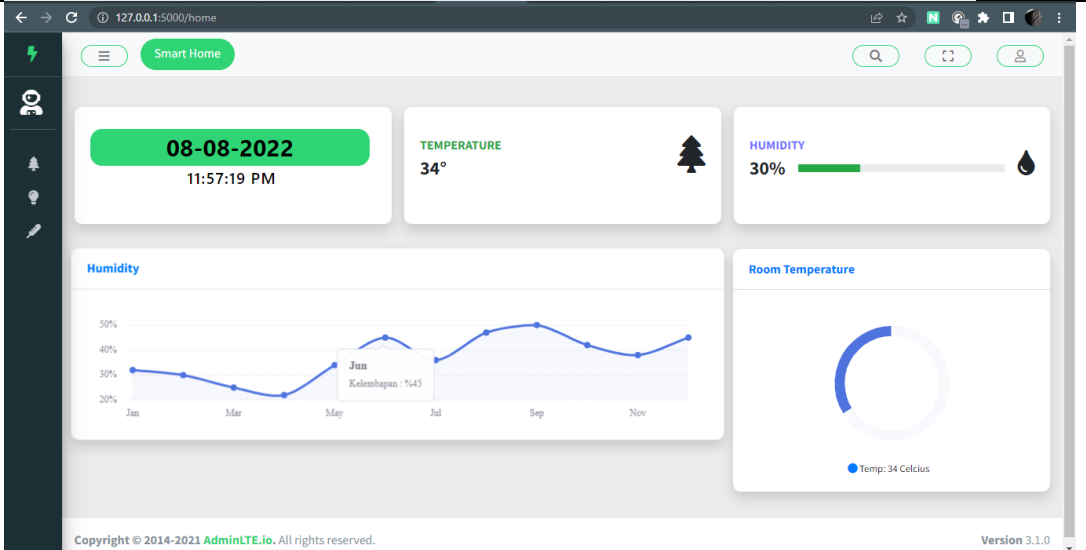 127.0.0.1:5000/home
Smart Home
08-08-2022
11:57:19 PM
TEMPERATURE
34°
HUMIDITY
30%
Humidity
50%
40%
30%
20%
Jan
Mar
May
Jul
Sep
Nov
Jun
Kelembapan : %45
Room Temperature
Temp: 34 Celcius
Copyright © 2014-2021 AdminLTE.io. All rights reserved.
Version 3.1.0